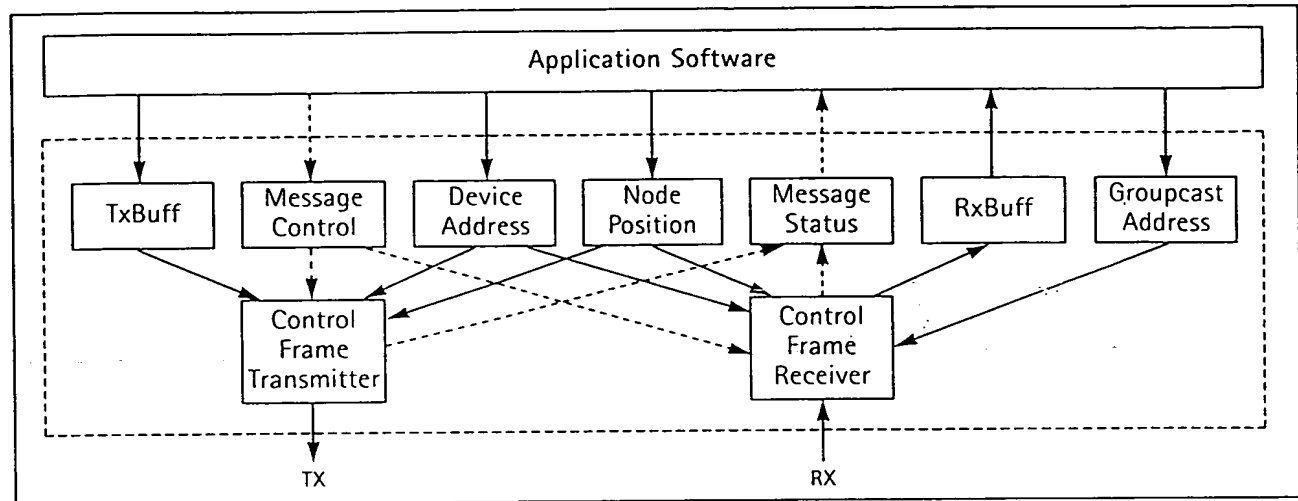 Application Software
TxBuff
Message
Control
Device
Address
Node
Position
Message
Status
RxBuff
Groupcast
Address
Control
Frame
Transmitter
Control
Frame
Receiver
TX
RX